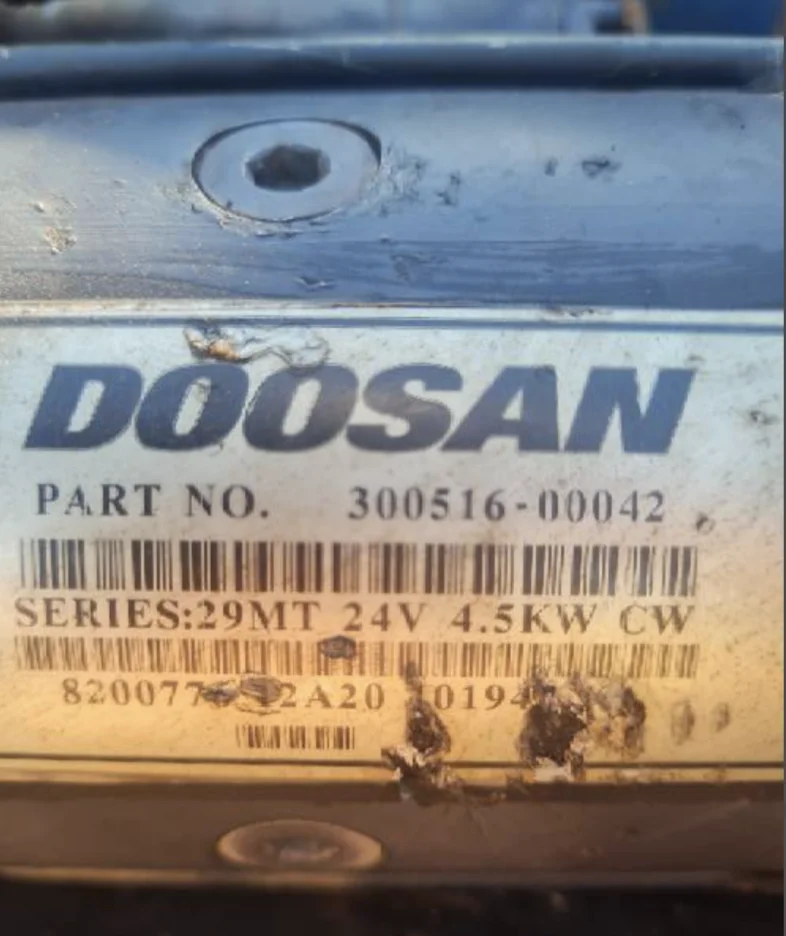 DOOSAN
PART NO. 300516-00042
SERIES:29MT 24V 4.5KW CW